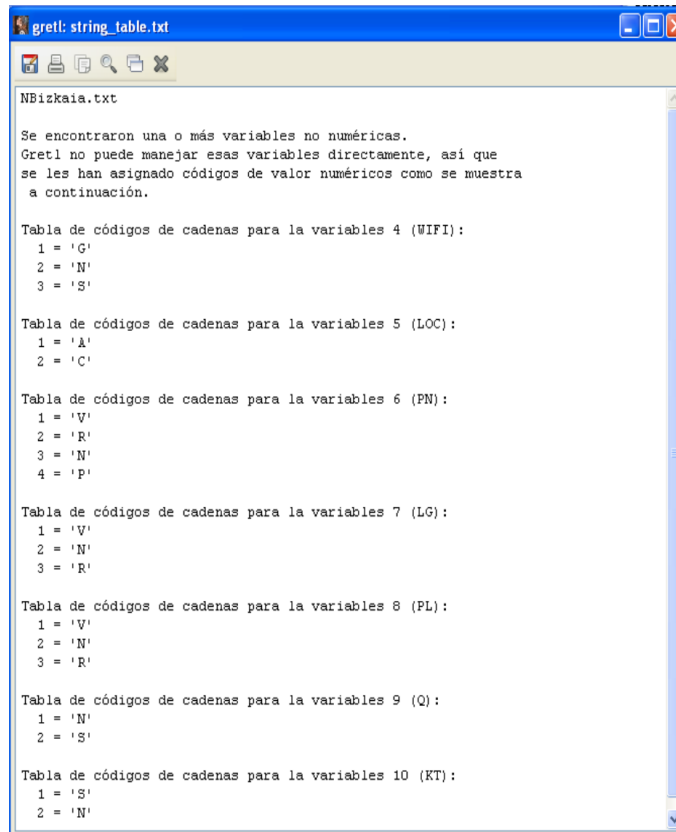 gretl: string_table.txt
NBizkaia.txt
Se encontraron una o más variables no numéricas.
Gretl no puede manejar esas variables directamente, así que
se les han asignado códigos de valor numéricos como se muestra
a continuación.
Tabla de códigos de cadenas para la variables 4 (WIFI):
1 = 'G'
2 = 'N'
3 = 'S'
Tabla de códigos de cadenas para la variables 5 (LOC):
1 = 'A'
2 = 'C'
Tabla de códigos de cadenas para la variables 6 (PN):
1 = 'V'
2 = 'R'
3 = 'N'
4 = 'P'
Tabla de códigos de cadenas para la variables 7 (LG):
1 = 'V'
2 = 'N'
3 = 'R'
Tabla de códigos de cadenas para la variables 8 (PL):
1 = 'V'
2 = 'N'
3 = 'R'
Tabla de códigos de cadenas para la variables 9 (Q):
1 = 'N'
2 = 'S'
Tabla de códigos de cadenas para la variables 10 (KT):
1 = 'S'
2 = 'N'